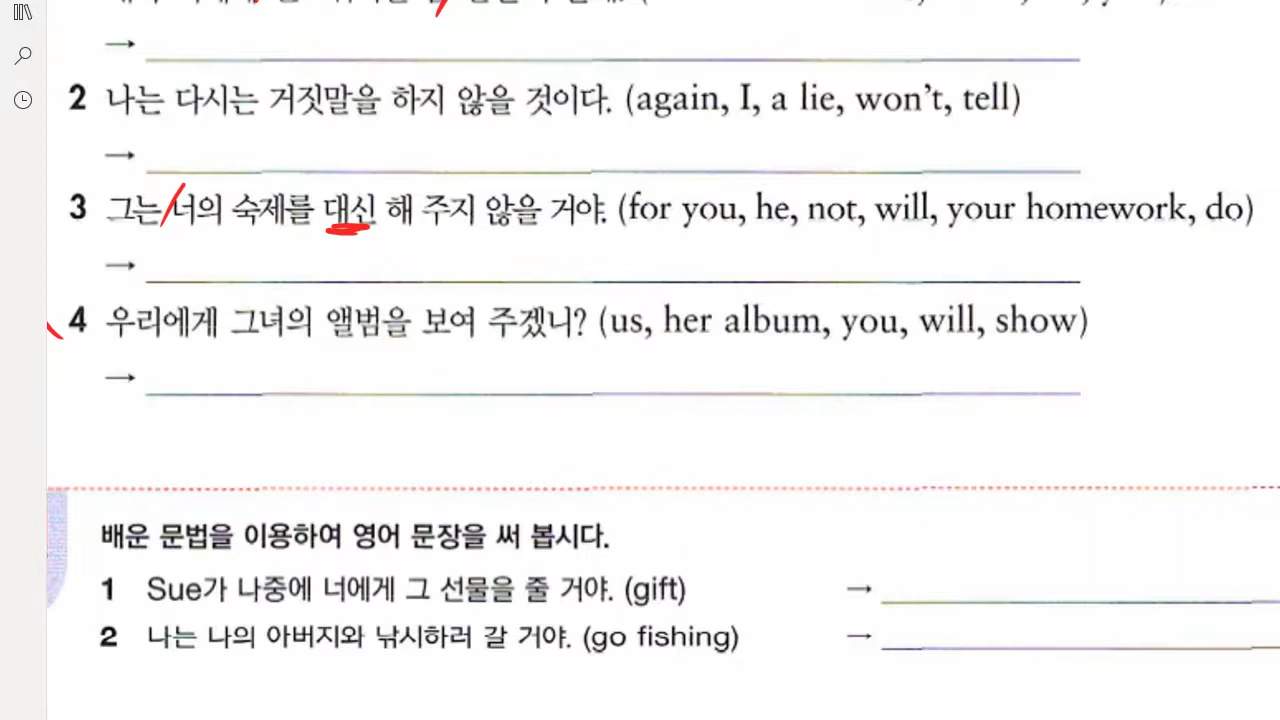 →
2 나는 다시는 거짓말을 하지 않을 것이다. (again, I, a lie, won't, tell)
→
3 그는 너의 숙제를 대신 해 주지 않을 거야. (for you, he, not, will, your homework, do)
→
4 우리에게 그녀의 앨범을 보여 주겠니? (us, her album, you, will, show)
→
배운 문법을 이용하여 영어 문장을 써 봅시다.
1 Sue가 나중에 너에게 그 선물을 줄 거야. (gift) →
2 나는 나의 아버지와 낚시하러 갈 거야. (go fishing) →